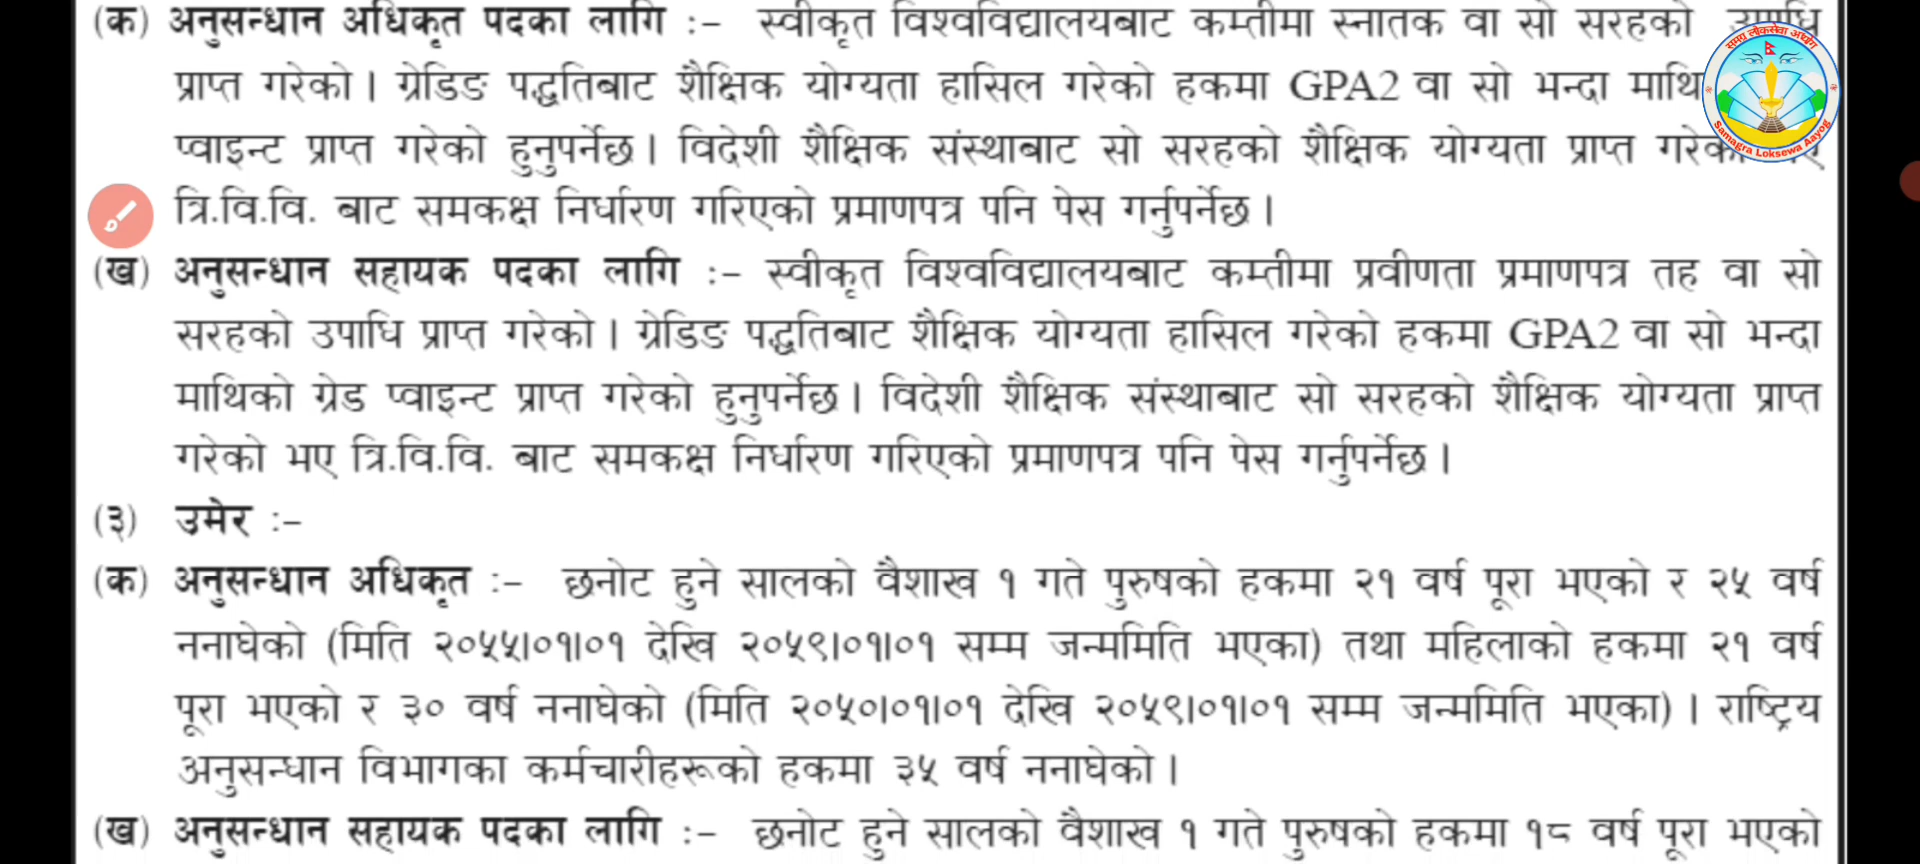 (क) अनुसन्धान अधिकृत पदका लागि :– स्वीकृत विश्वविद्यालयबाट कम्तीमा स्नातक वा सो सरहको उपाधि
प्राप्त गरेको । ग्रेडिङ पद्धतिबाट शैक्षिक योग्यता हासिल गरेको हकमा GPA2 वा सो भन्दा
प्वाइन्ट प्राप्त गरेको हुनुपर्नेछ । विदेशी शैक्षिक संस्थाबाट सो सरहको शैक्षिक योग्यता प्राप्त
त्रि.वि.वि. बाट समकक्ष निर्धारण गरिएको प्रमाणपत्र पनि पेस गर्नुपर्नेछ ।
(ख) अनुसन्धान सहायक पदका लागि :– स्वीकृत विश्वविद्यालयबाट कम्तीमा प्रवीणता प्रमाणपत्र तह वा सो
सरहको उपाधि प्राप्त गरेको । ग्रेडिङ पद्धतिबाट शैक्षिक योग्यता हासिल गरेको हकमा GPA2 वा सो भन्दा
माथिको ग्रेड प्वाइन्ट प्राप्त गरेको हुनुपर्नेछ । विदेशी शैक्षिक संस्थाबाट सो सरहको शैक्षिक योग्यता प्राप्त
गरेको भए त्रि.वि.वि. बाट समकक्ष निर्धारण गरिएको प्रमाणपत्र पनि पेस गर्नुपर्नेछ ।
(३) उमेर :–
(क) अनुसन्धान अधिकृत :– छनोट हुने सालको वैशाख १ गते पुरुषको हकमा २१ वर्ष पूरा भएको र २५ वर्ष
ननाघेको (मिति २०५५।०१।०१ देखि २०५९।०१।०१ सम्म जन्ममिति भएका) तथा महिलाको हकमा २१ वर्ष
पूरा भएको र ३० वर्ष ननाघेको (मिति २०५०।०१।०१ देखि २०५९।०१।०१ सम्म जन्ममिति भएका) । राष्ट्रिय
अनुसन्धान विभागका कर्मचारीहरूको हकमा ३५ वर्ष ननाघेको ।
(ख) अनुसन्धान सहायक पदका लागि :– छनोट हुने सालको वैशाख १ गते पुरुषको हकमा १८ वर्ष पूरा भएको
समग्र लोकसेवा आयोग
Samagra Loksewa Aayog